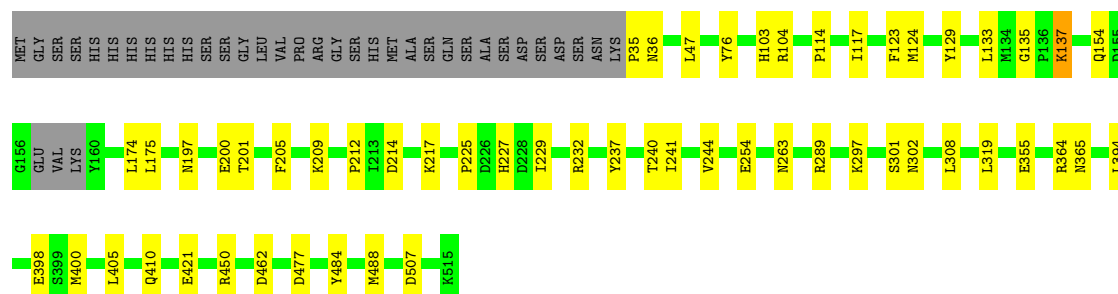 MET GLY SER SER HIS HIS HIS HIS HIS HIS SER SER GLY LEU VAL PRO ARG GLY SER HIS MET ALA SER GLN SER ALA SER ASP SER ASP SER ASN LYS P35 N36 L47 Y76 H103 R104 P114 I117 F123 M124 Y129 L133 M134 G135 P136 K137 Q154 D155
G156 GLU VAL LYS Y160 L174 L175 N197 E200 T201 F205 K209 P212 I213 D214 K217 P225 D226 H227 D228 I229 R232 Y237 T240 I241 V244 E254 N263 R289 K297 S301 N302 L308 L319 E355 R364 N365 L394
E398 S399 M400 L405 Q410 E421 R450 D462 D477 Y484 M488 D507 K515